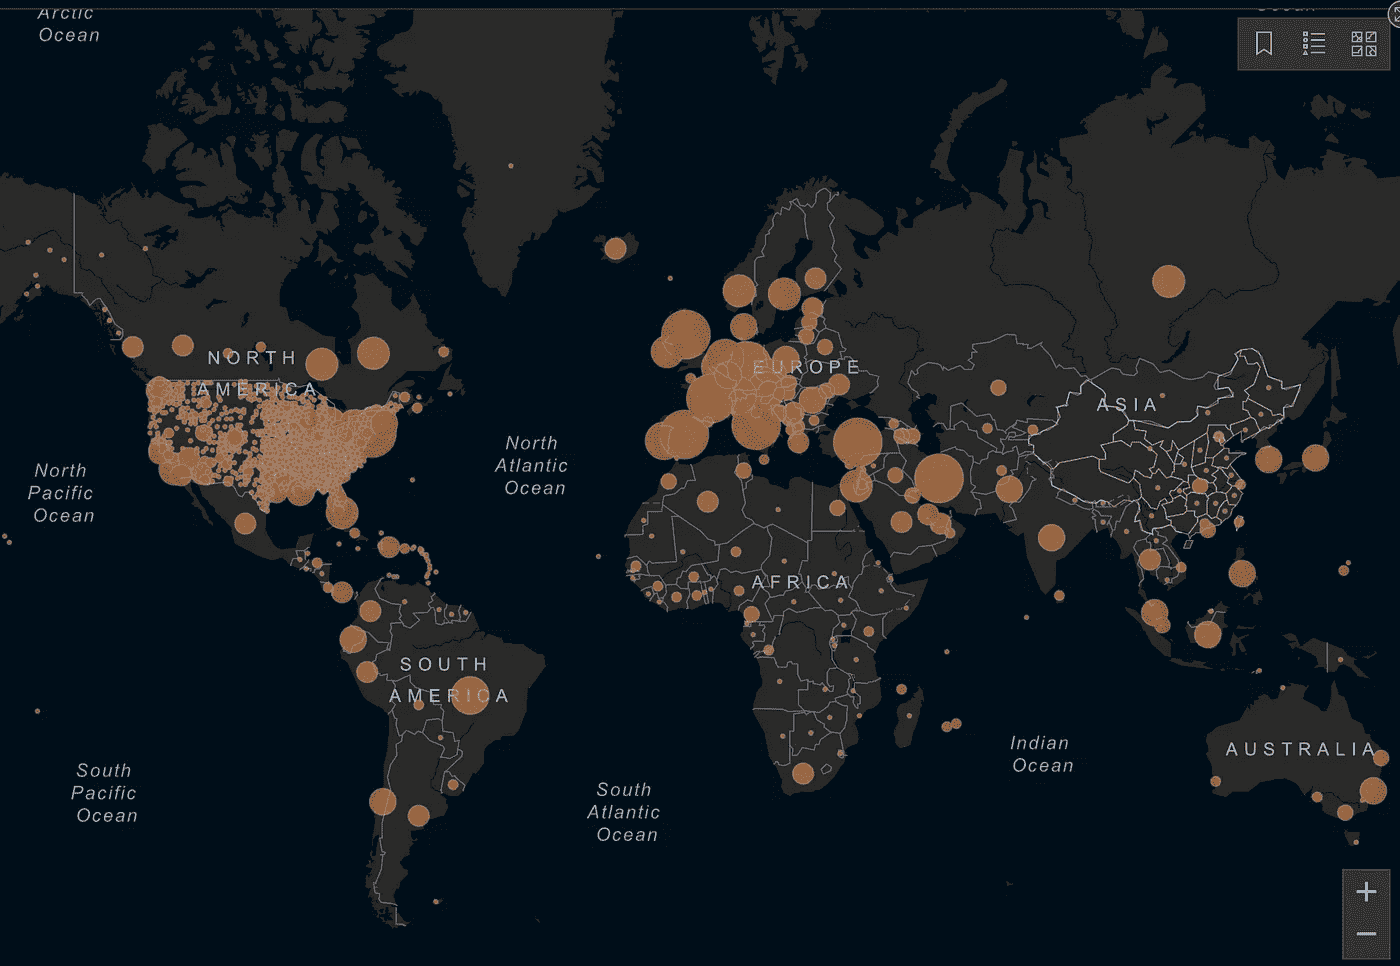 Arctic
Ocean
NORTH
AMERICA
EUROPE
ASIA
North
Atlantic
Ocean
North
Pacific
Ocean
AFRICA
SOUTH
AMERICA
Indian
Ocean
AUSTRALIA
South
Pacific
Ocean
South
Atlantic
Ocean
+
−